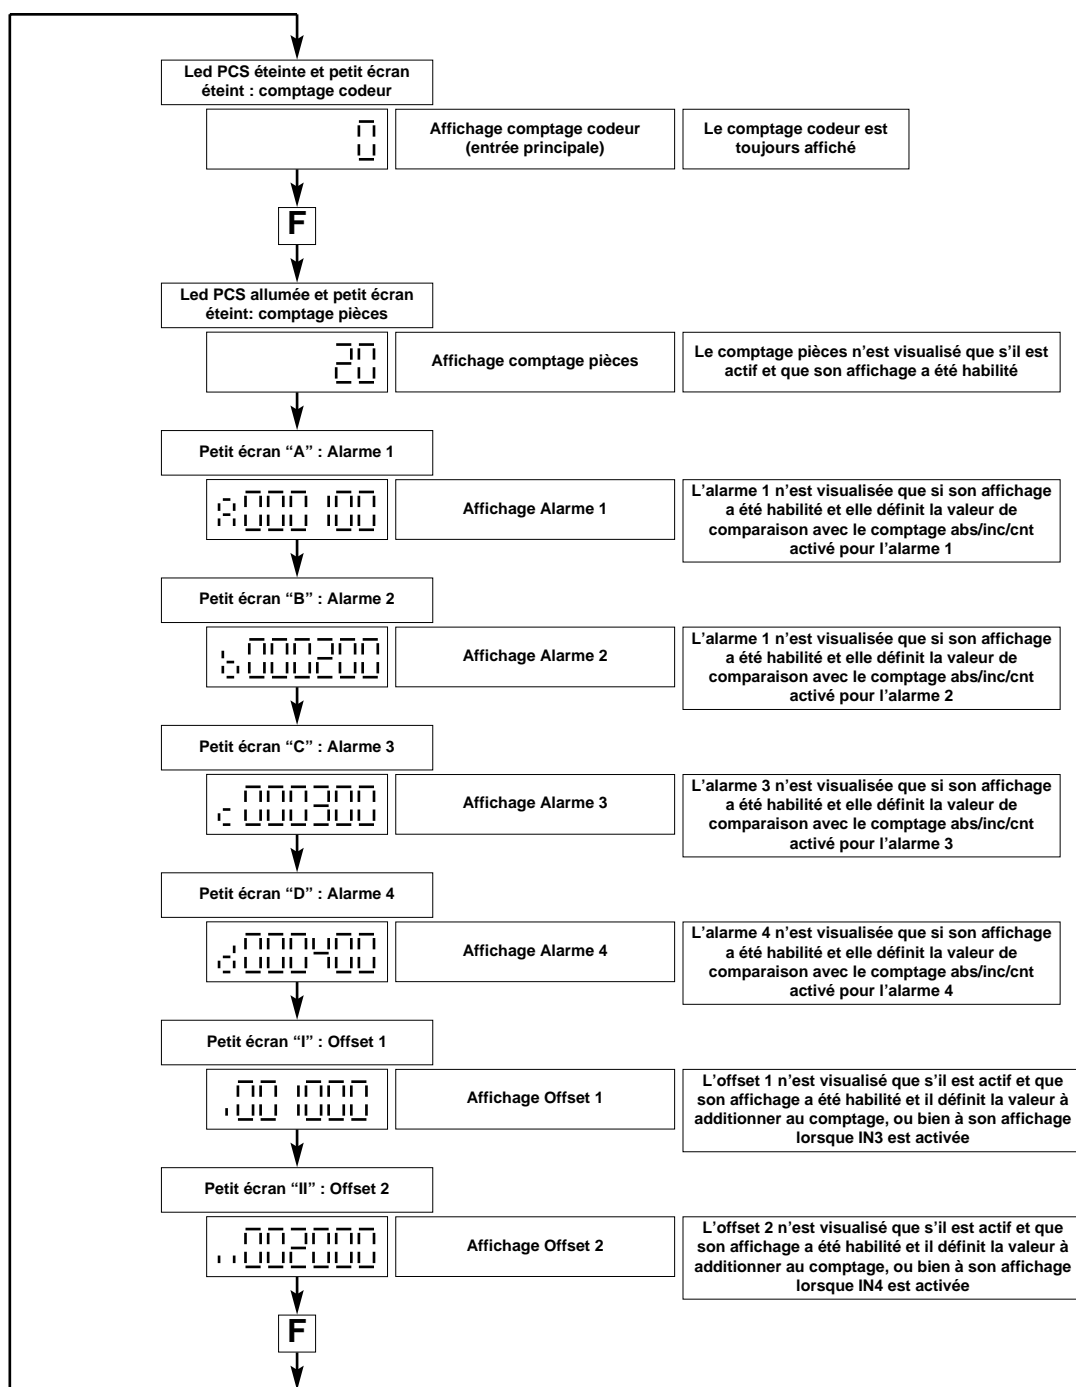 Led PCS éteinte et petit écran
éteint : comptage codeur
0
Affichage comptage codeur
(entrée principale)
Le comptage codeur est
toujours affiché
F
Led PCS allumée et petit écran
éteint: comptage pièces
20
Affichage comptage pièces
Le comptage pièces n’est visualisé que s’il est
actif et que son affichage a été habilité
Petit écran “A” : Alarme 1
A000100
Affichage Alarme 1
L’alarme 1 n’est visualisée que si son affichage
a été habilité et elle définit la valeur de
comparaison avec le comptage abs/inc/cnt
activé pour l’alarme 1
Petit écran “B” : Alarme 2
b000200
Affichage Alarme 2
L’alarme 1 n’est visualisée que si son affichage
a été habilité et elle définit la valeur de
comparaison avec le comptage abs/inc/cnt
activé pour l’alarme 2
Petit écran “C” : Alarme 3
c000300
Affichage Alarme 3
L’alarme 3 n’est visualisée que si son affichage
a été habilité et elle définit la valeur de
comparaison avec le comptage abs/inc/cnt
activé pour l’alarme 3
Petit écran “D” : Alarme 4
d000400
Affichage Alarme 4
L’alarme 4 n’est visualisée que si son affichage
a été habilité et elle définit la valeur de
comparaison avec le comptage abs/inc/cnt
activé pour l’alarme 4
Petit écran “I” : Offset 1
ı001000
Affichage Offset 1
L’offset 1 n’est visualisé que s’il est actif et que
son affichage a été habilité et il définit la valeur à
additionner au comptage, ou bien à son affichage
lorsque IN3 est activée
Petit écran “II” : Offset 2
ıı002000
Affichage Offset 2
L’offset 2 n’est visualisé que s’il est actif et que
son affichage a été habilité et il définit la valeur à
additionner au comptage, ou bien à son affichage
lorsque IN4 est activée
F